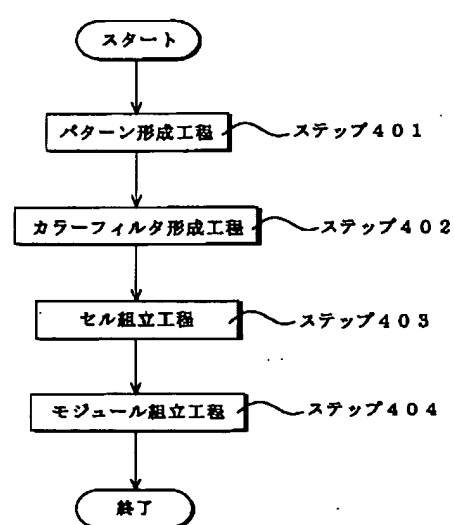 スタート
パターン形成工程 ステップ401
カラーフィルタ形成工程 ステップ402
セル組立工程 ステップ403
モジュール組立工程 ステップ404
終了